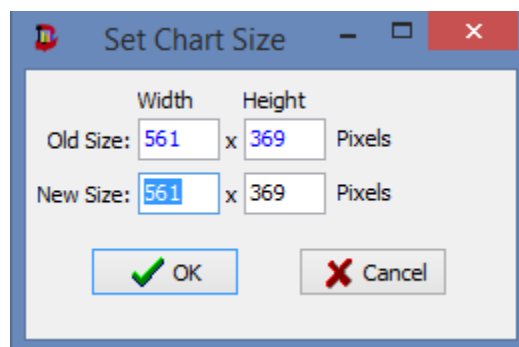 Set Chart Size
Width Height
Old Size: 561 x 369 Pixels
New Size: 561 x 369 Pixels
OK Cancel